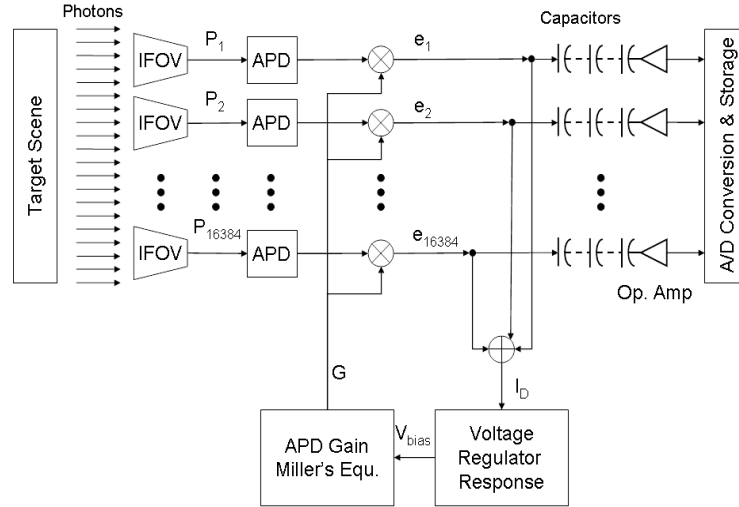 Photons
Capacitors
Target Scene
IFOV
P1
APD
e1
IFOV
P2
APD
e2
IFOV
P16384
APD
e16384
Op. Amp
A/D Conversion & Storage
G
ID
APD Gain
Miller's Equ.
Vbias
Voltage
Regulator
Response